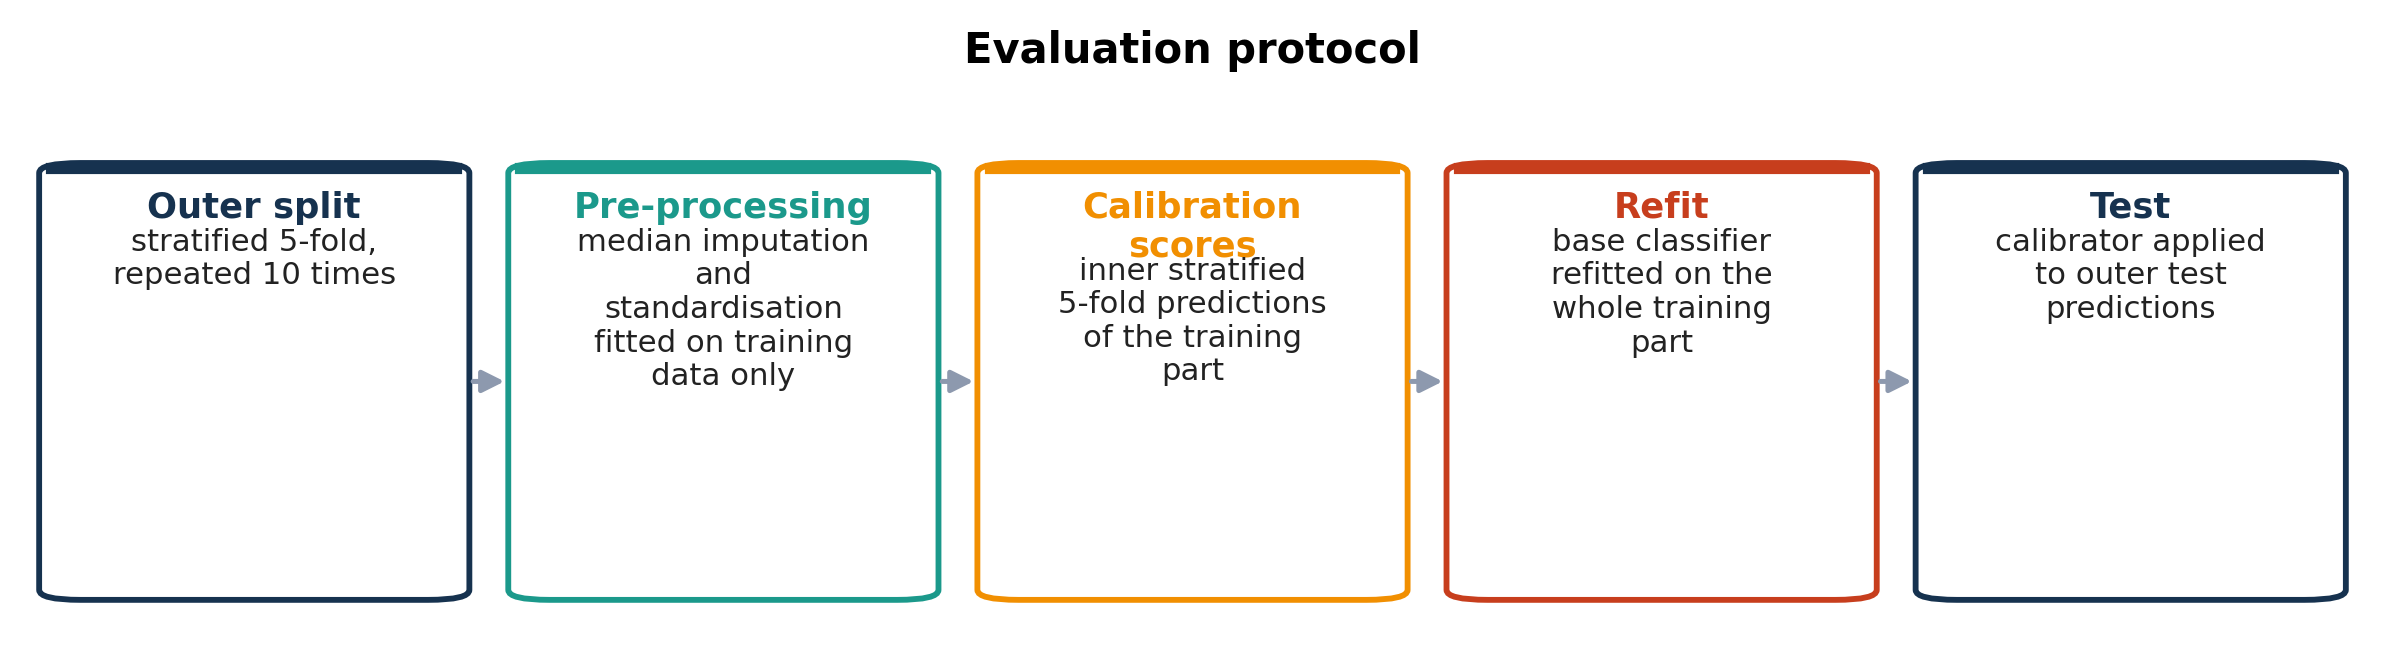 Evaluation protocol
Outer split
stratified 5-fold,
repeated 10 times
Pre-processing
median imputation
and
standardisation
fitted on training
data only
Calibration
scores
inner stratified
5-fold predictions
of the training
part
Refit
base classifier
refitted on the
whole training
part
Test
calibrator applied
to outer test
predictions